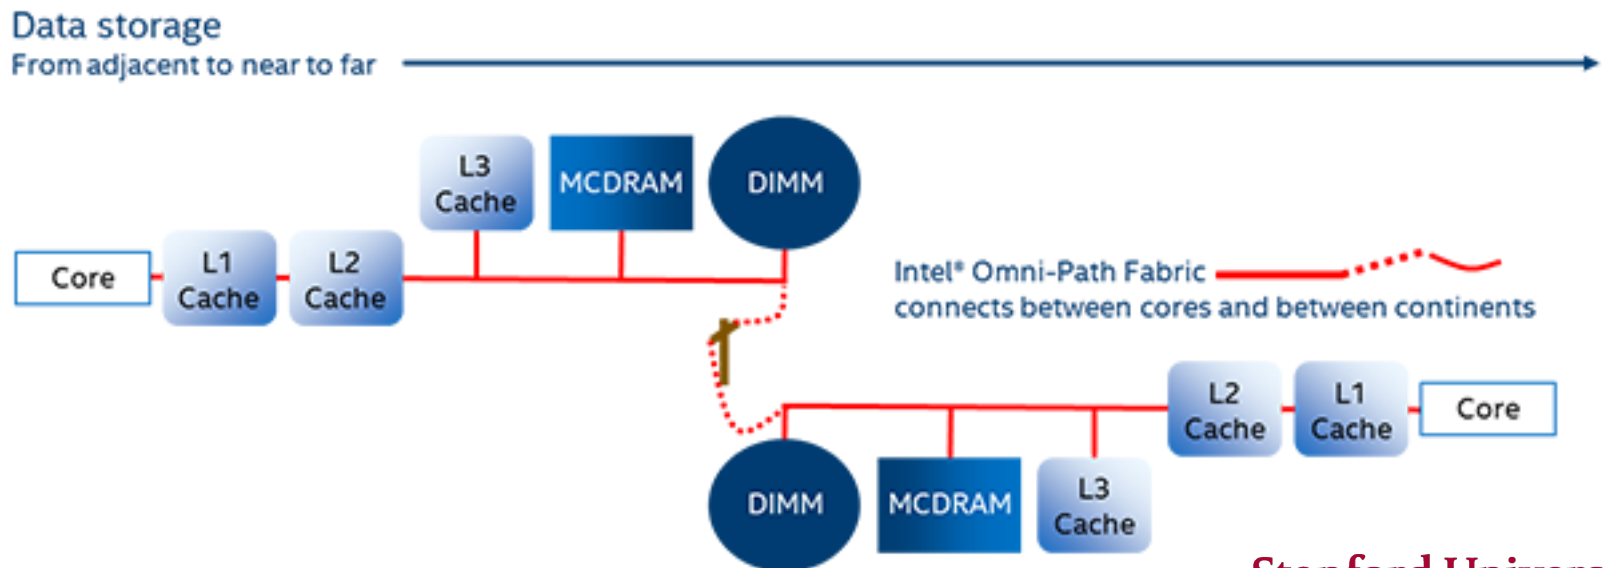 Data storage
From adjacent to near to far
L3
Cache
MCDRAM
DIMM
Core
L1
Cache
L2
Cache
Intel® Omni-Path Fabric
connects between cores and between continents
L2
Cache
L1
Cache
Core
DIMM
MCDRAM
L3
Cache